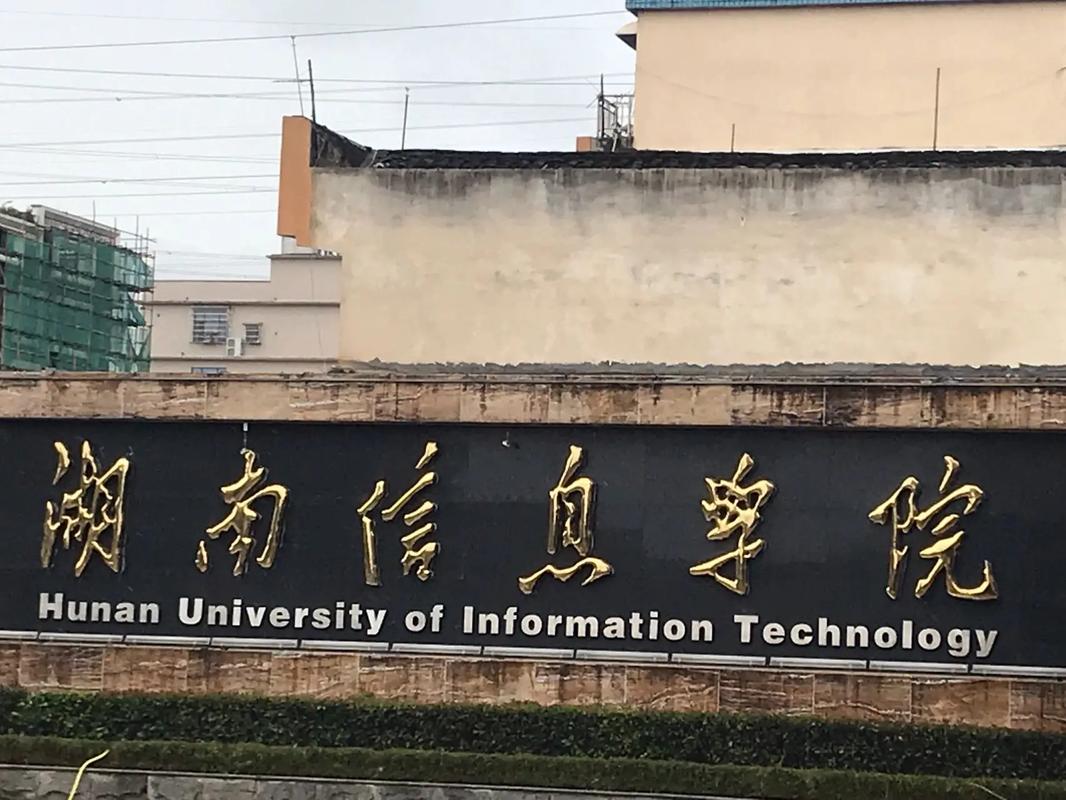 湖南信息学院
Hunan University of Information Technology